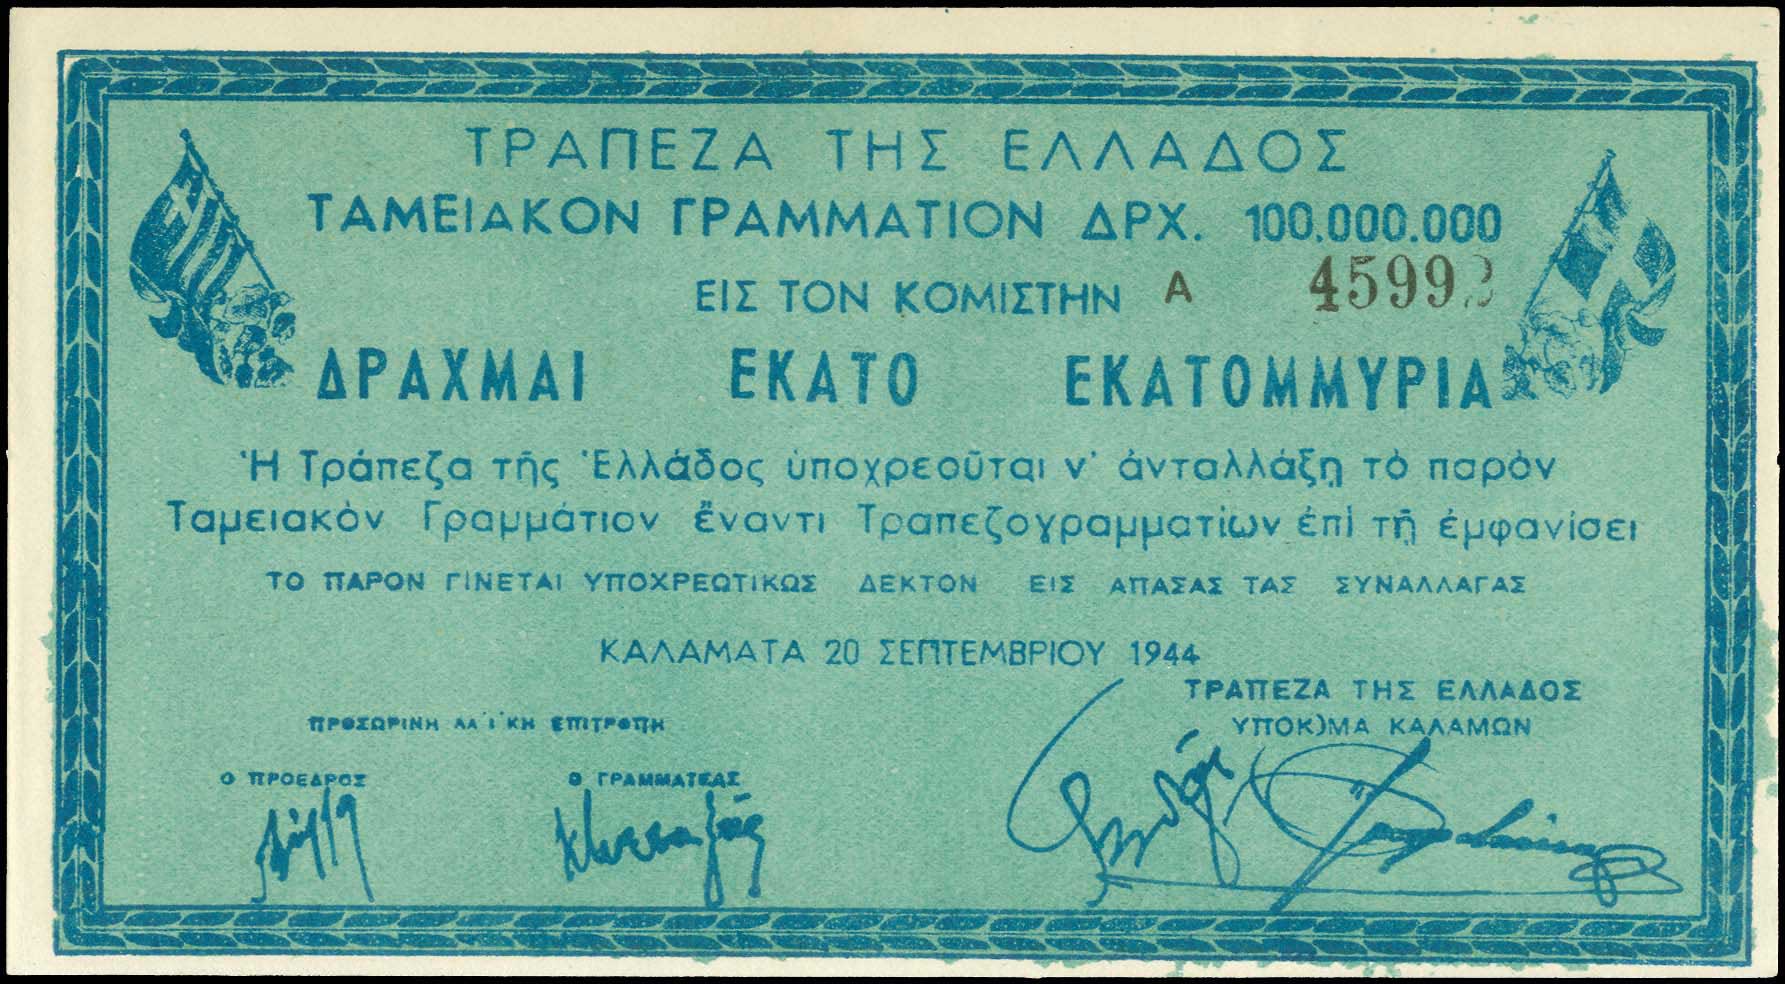 ΤΡΑΠΕΖΑ ΤΗΣ ΕΛΛΑΔΟΣ
ΤΑΜΕΙΑΚΟΝ ΓΡΑΜΜΑΤΙΟΝ ΔΡΧ. 100.000.000
ΕΙΣ ΤΟΝ ΚΟΜΙΣΤΗΝ Α 45992
ΔΡΑΧΜΑΙ ΕΚΑΤΟ ΕΚΑΤΟΜΜΥΡΙΑ
Ἡ Τράπεζα τῆς Ἑλλάδος ὑποχρεοῦται ν' ἀνταλλάξῃ τὸ παρὸν
Ταμειακὸν Γραμμάτιον ἔναντι Τραπεζογραμματίων ἐπὶ τῇ ἐμφανίσει
ΤΟ ΠΑΡΟΝ ΓΙΝΕΤΑΙ ΥΠΟΧΡΕΩΤΙΚΩΣ ΔΕΚΤΟΝ ΕΙΣ ΑΠΑΣΑΣ ΤΑΣ ΣΥΝΑΛΛΑΓΑΣ
ΚΑΛΑΜΑΤΑ 20 ΣΕΠΤΕΜΒΡΙΟΥ 1944
ΤΡΑΠΕΖΑ ΤΗΣ ΕΛΛΑΔΟΣ
ΥΠΟΚ)ΜΑ ΚΑΛΑΜΩΝ
ΠΡΟΣΩΡΙΝΗ ΛΑΪΚΗ ΕΠΙΤΡΟΠΗ
Ο ΠΡΟΕΔΡΟΣ Ο ΓΡΑΜΜΑΤΕΑΣ